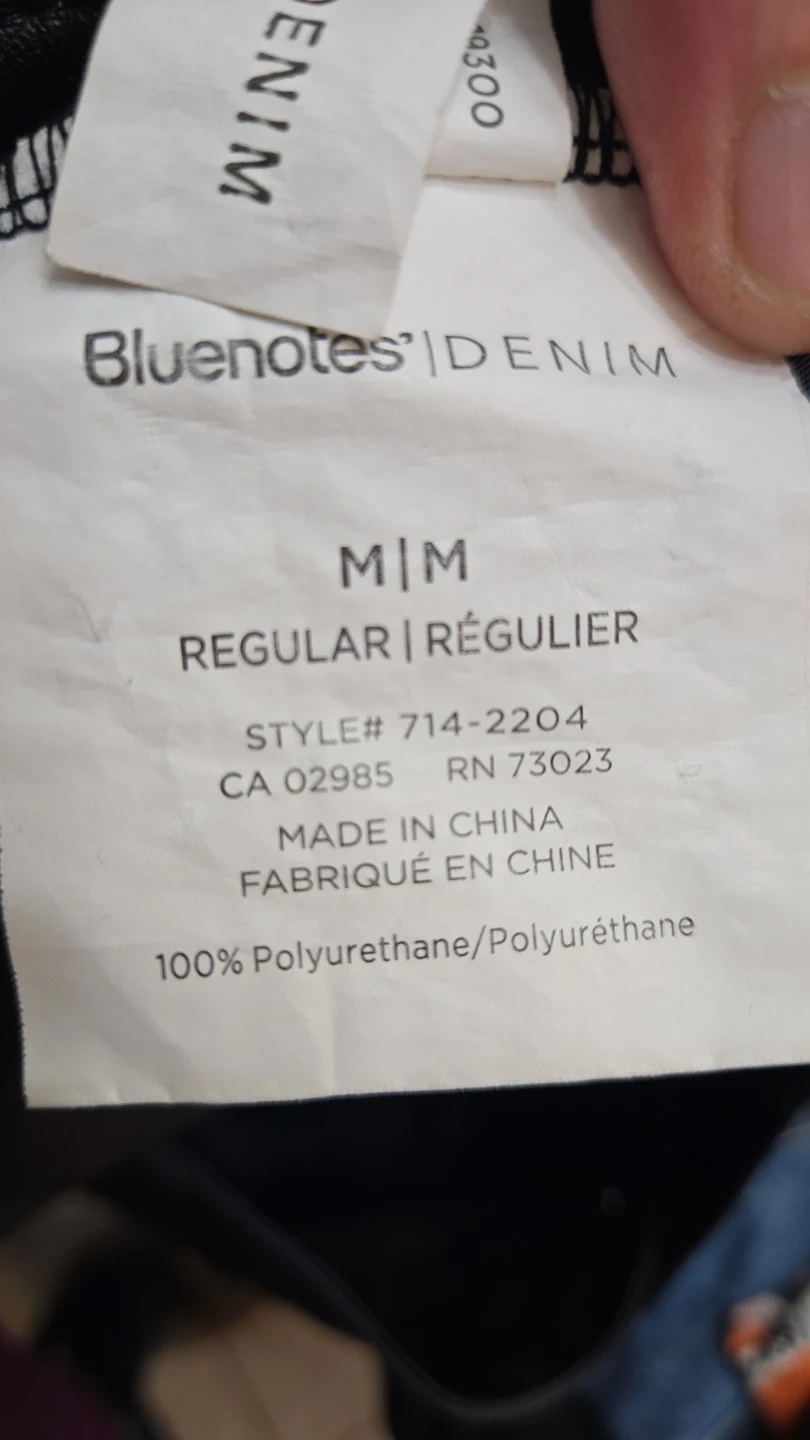 DENIM
a300
Bluenotes'|DENIM
M|M
REGULAR | RÉGULIER
STYLE# 714-2204
CA 02985 RN 73023
MADE IN CHINA
FABRIQUÉ EN CHINE
100% Polyurethane/Polyuréthane